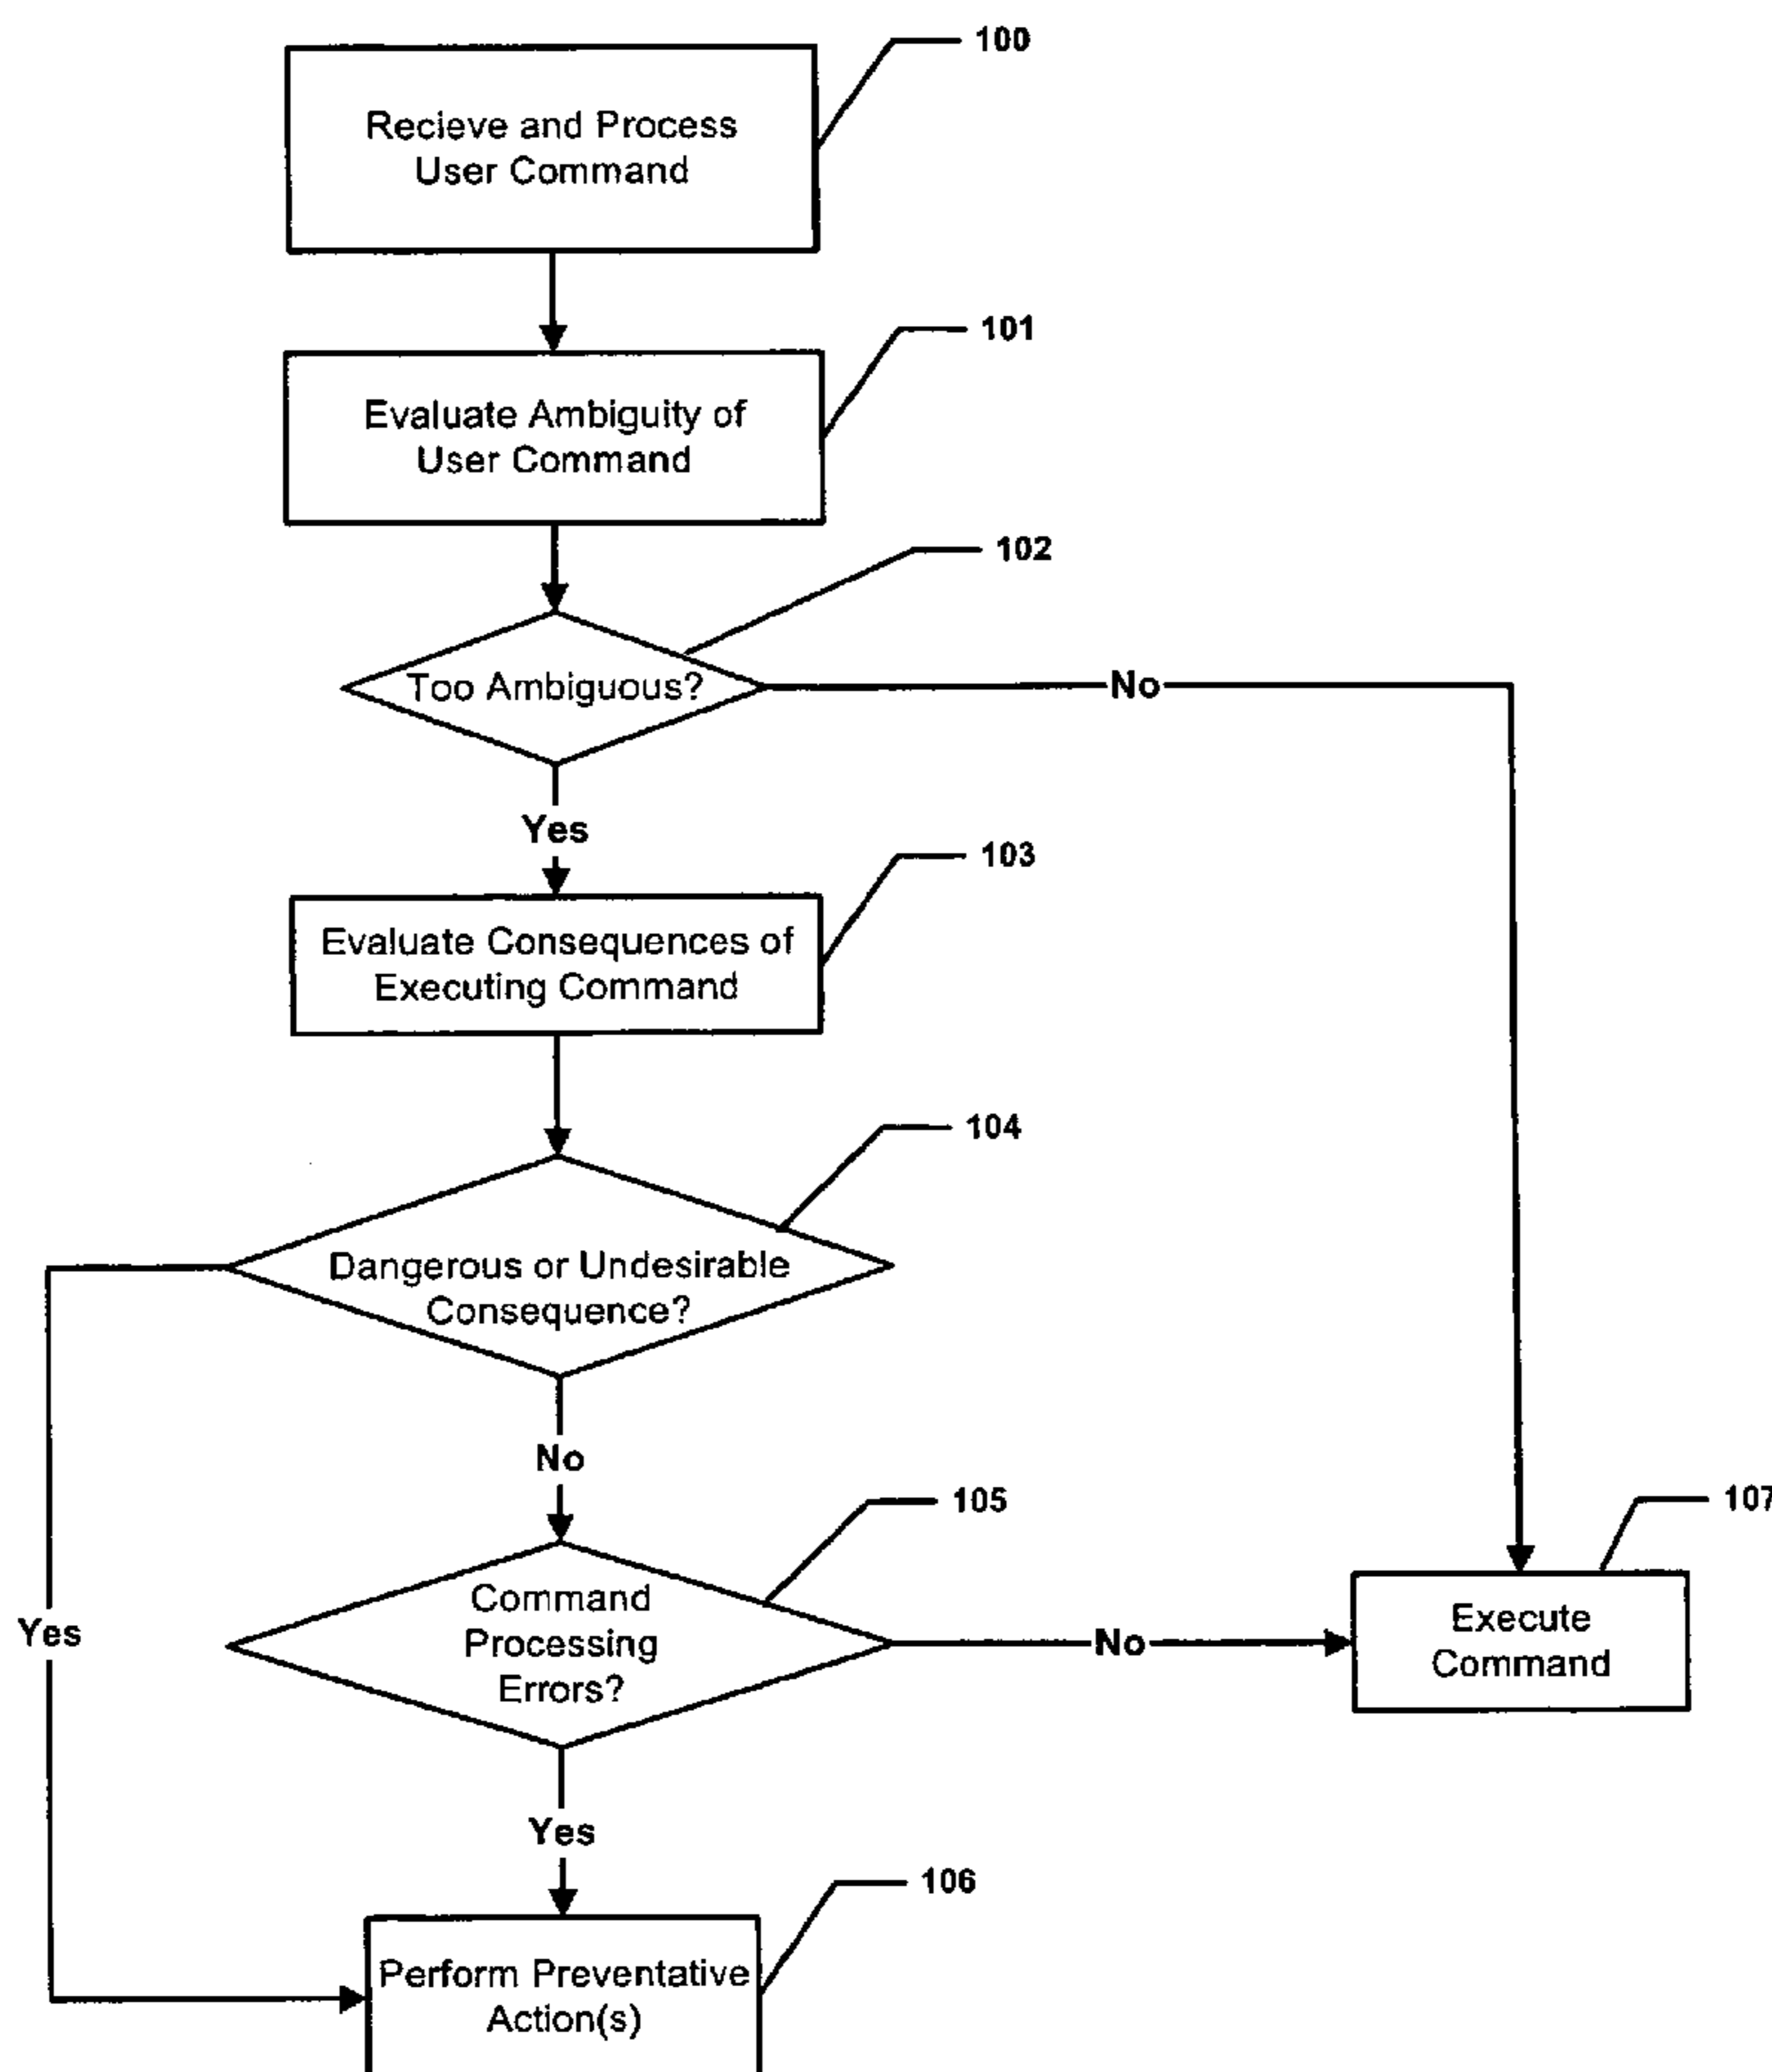 100
Recieve and Process
User Command
101
Evaluate Ambiguity of
User Command
102
Too Ambiguous?
No
Yes
103
Evaluate Consequences of
Executing Command
104
Dangerous or Undesirable
Consequence?
No
105
107
Command
Processing
Errors?
No
Execute
Command
Yes
Yes
106
Perform Preventative
Action(s)